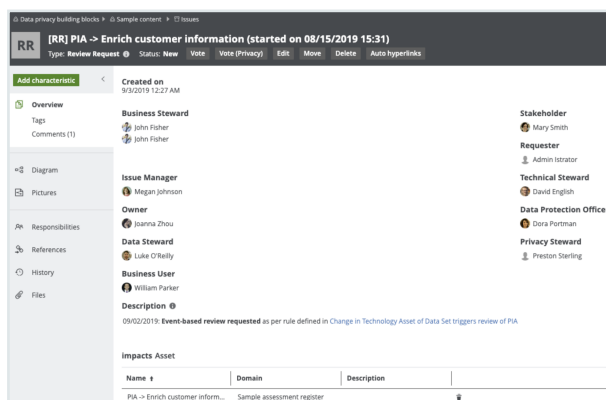 Data privacy building blocks Sample content Issues
RR
[RR] PIA -> Enrich customer information (started on 08/15/2019 15:31)
Type: Review Request Status: New Vote Vote (Privacy) Edit Move Delete Auto hyperlinks
Add characteristic
Overview
Tags
Comments (1)
Diagram
Pictures
Responsibilities
References
History
Files
Created on
9/3/2019 12:27 AM
Business Steward
John Fisher
John Fisher
Stakeholder
Mary Smith
Requester
Admin Istrator
Issue Manager
Megan Johnson
Technical Steward
David English
Owner
Joanna Zhou
Data Protection Office
Dora Portman
Data Steward
Luke O'Reilly
Privacy Steward
Preston Sterling
Business User
William Parker
Description
09/02/2019: Event-based review requested as per rule defined in Change in Technology Asset of Data Set triggers review of PIA
impacts Asset
Name Domain Description
PIA -> Enrich customer inform... Sample assessment register